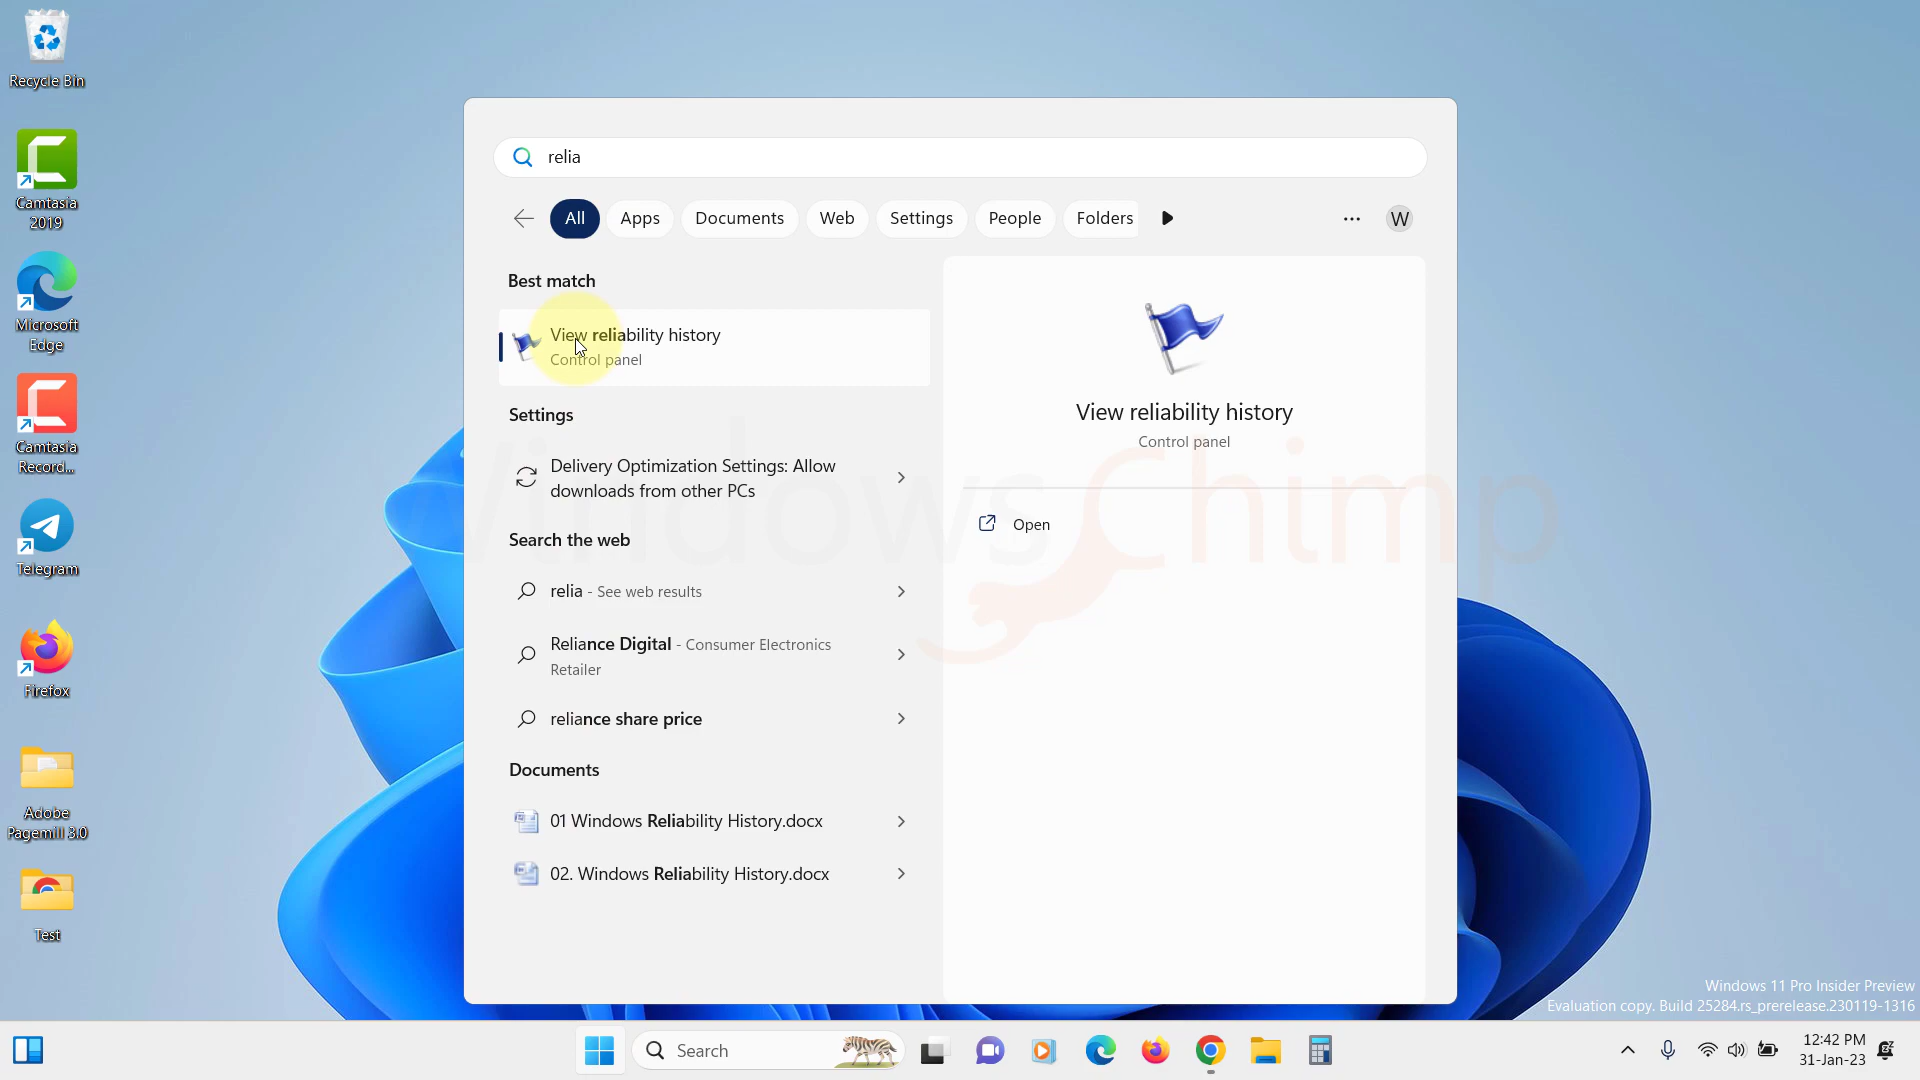 Recycle Bin
Camtasia
2019
Microsoft
Edge
Camtasia
Record...
Telegram
Firefox
Adobe
Pagemill 3.0
Test
relia
All
Apps
Documents
Web
Settings
People
Folders
W
Best match
View reliability history
Control panel
Settings
Delivery Optimization Settings: Allow
downloads from other PCs
Search the web
relia - See web results
Reliance Digital - Consumer Electronics
Retailer
reliance share price
Documents
01 Windows Reliability History.docx
02. Windows Reliability History.docx
View reliability history
Control panel
Open
Windows Chimp
Windows 11 Pro Insider Preview
Evaluation copy. Build 25284.rs_prerelease.230119-1316
Search
12:42 PM
31-Jan-23